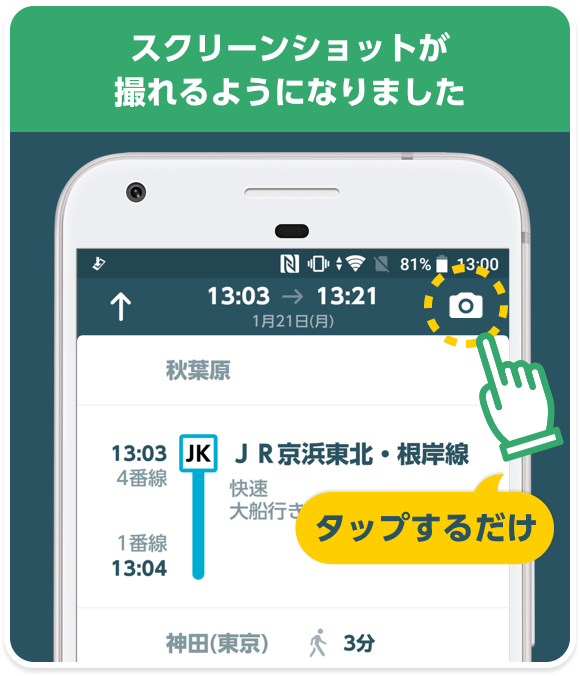 スクリーンショットが
撮れるようになりました
81% 13:00
13:03 → 13:21
1月21日(月)
秋葉原
13:03 JK JR京浜東北・根岸線
4番線 快速
大船行き
タップするだけ
1番線
13:04
神田(東京) 3分